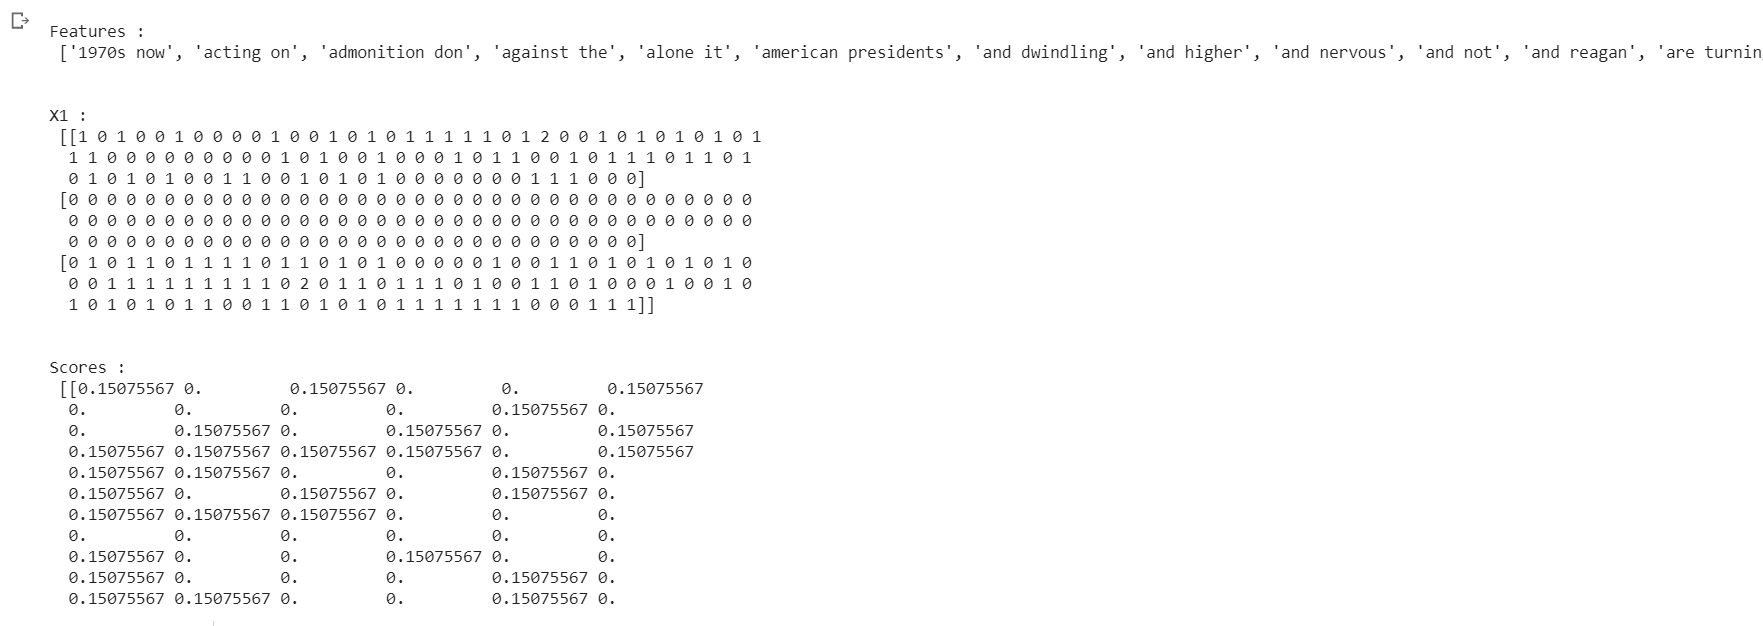 Features :
['1970s now', 'acting on', 'admonition don', 'against the', 'alone it', 'american presidents', 'and dwindling', 'and higher', 'and nervous', 'and not', 'and reagan', 'are turnin
X1 :
[[1 0 1 0 0 1 0 0 0 0 1 0 0 1 0 1 0 1 1 1 1 1 0 1 2 0 0 1 0 1 0 1 0 1 0 1
1 1 0 0 0 0 0 0 0 0 0 1 0 1 0 0 1 0 0 0 1 0 1 1 0 0 1 0 1 1 1 0 1 1 0 1
0 1 0 1 0 1 0 0 1 1 0 0 1 0 1 0 1 0 0 0 0 0 0 0 1 1 1 0 0 0]
[0 0 0 0 0 0 0 0 0 0 0 0 0 0 0 0 0 0 0 0 0 0 0 0 0 0 0 0 0 0 0 0 0 0 0 0
0 0 0 0 0 0 0 0 0 0 0 0 0 0 0 0 0 0 0 0 0 0 0 0 0 0 0 0 0 0 0 0 0 0 0 0
0 0 0 0 0 0 0 0 0 0 0 0 0 0 0 0 0 0 0 0 0 0 0 0 0 0 0 0 0 0]
[0 1 0 1 1 0 1 1 1 1 0 1 1 0 1 0 1 0 0 0 0 0 1 0 0 1 1 0 1 0 1 0 1 0 1 0
0 0 1 1 1 1 1 1 1 1 1 0 2 0 1 1 0 1 1 1 0 1 0 0 1 1 0 1 0 0 0 1 0 0 1 0
1 0 1 0 1 0 1 1 0 0 1 1 0 1 0 1 0 1 1 1 1 1 1 1 0 0 0 1 1 1]]
Scores :
[[0.15075567 0. 0.15075567 0. 0. 0.15075567
0. 0. 0. 0. 0.15075567 0.
0. 0.15075567 0. 0.15075567 0. 0.15075567
0.15075567 0.15075567 0.15075567 0.15075567 0. 0.15075567
0.15075567 0.15075567 0. 0. 0.15075567 0.
0.15075567 0. 0.15075567 0. 0.15075567 0.
0.15075567 0.15075567 0.15075567 0. 0. 0.
0. 0. 0. 0. 0. 0.
0.15075567 0. 0. 0.15075567 0. 0.
0.15075567 0. 0. 0. 0.15075567 0.
0.15075567 0.15075567 0. 0. 0.15075567 0.